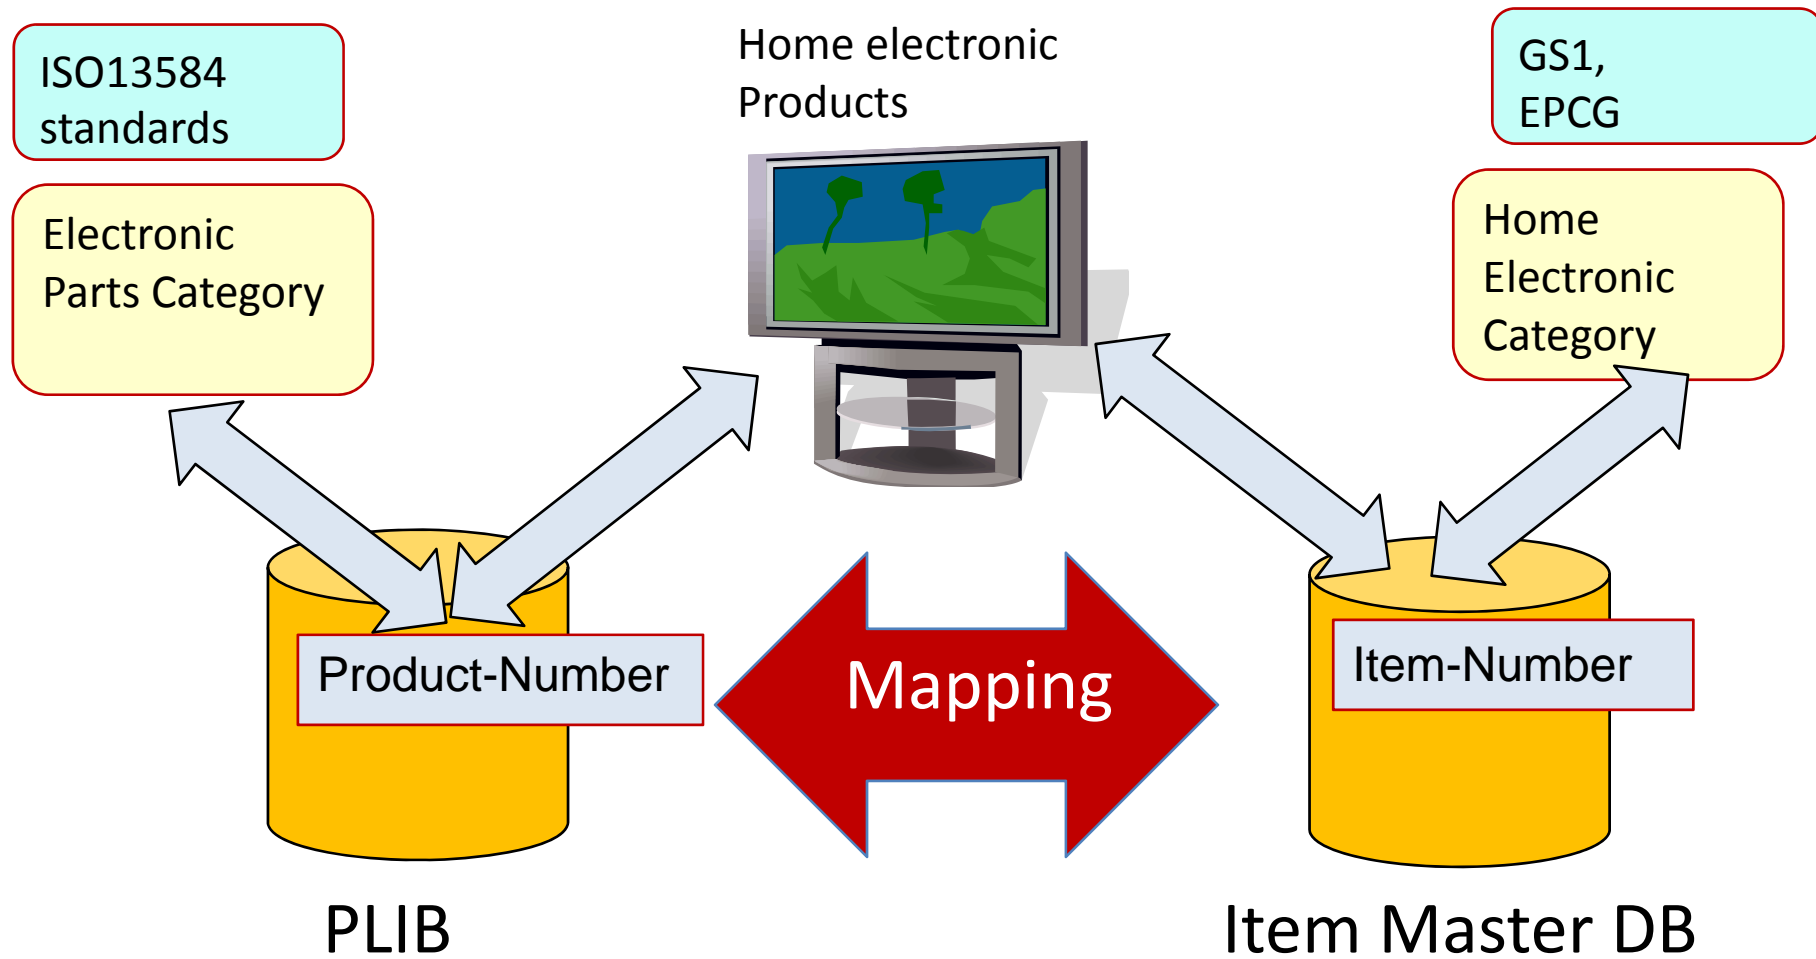 ISO13584
standards
Electronic
Parts Category
Home electronic
Products
GS1,
EPCG
Home
Electronic
Category
Product-Number
Mapping
Item-Number
PLIB
Item Master DB